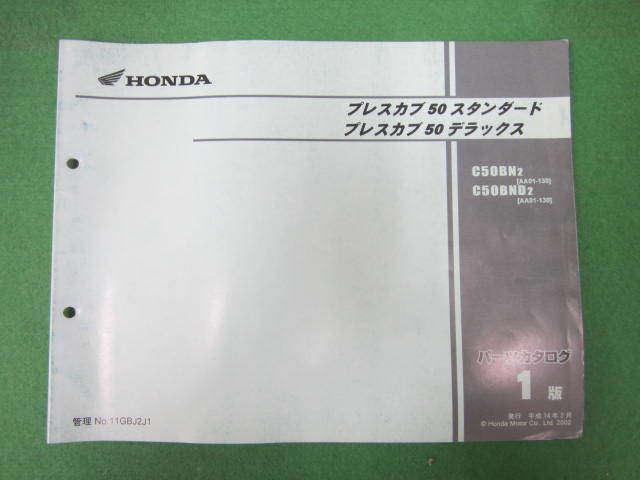 HONDA
プレスカブ 50 スタンダード
プレスカブ 50 デラックス
C50BN2
[AA01-130]
C50BND2
[AA01-130]
パーツカタログ
1 版
管理 No.11GBJ2J1
発行 平成14年2月
© Honda Motor Co., Ltd. 2002